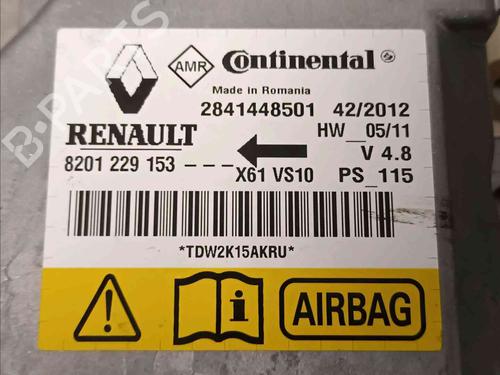 AMR Continental
Made in Romania
2841448501 42/2012
RENAULT HW__05/11
8201 229 153 --- V 4.8
X61 VS10 PS_115
*TDW2K15AKRU*
i AIRBAG
B-PARTS